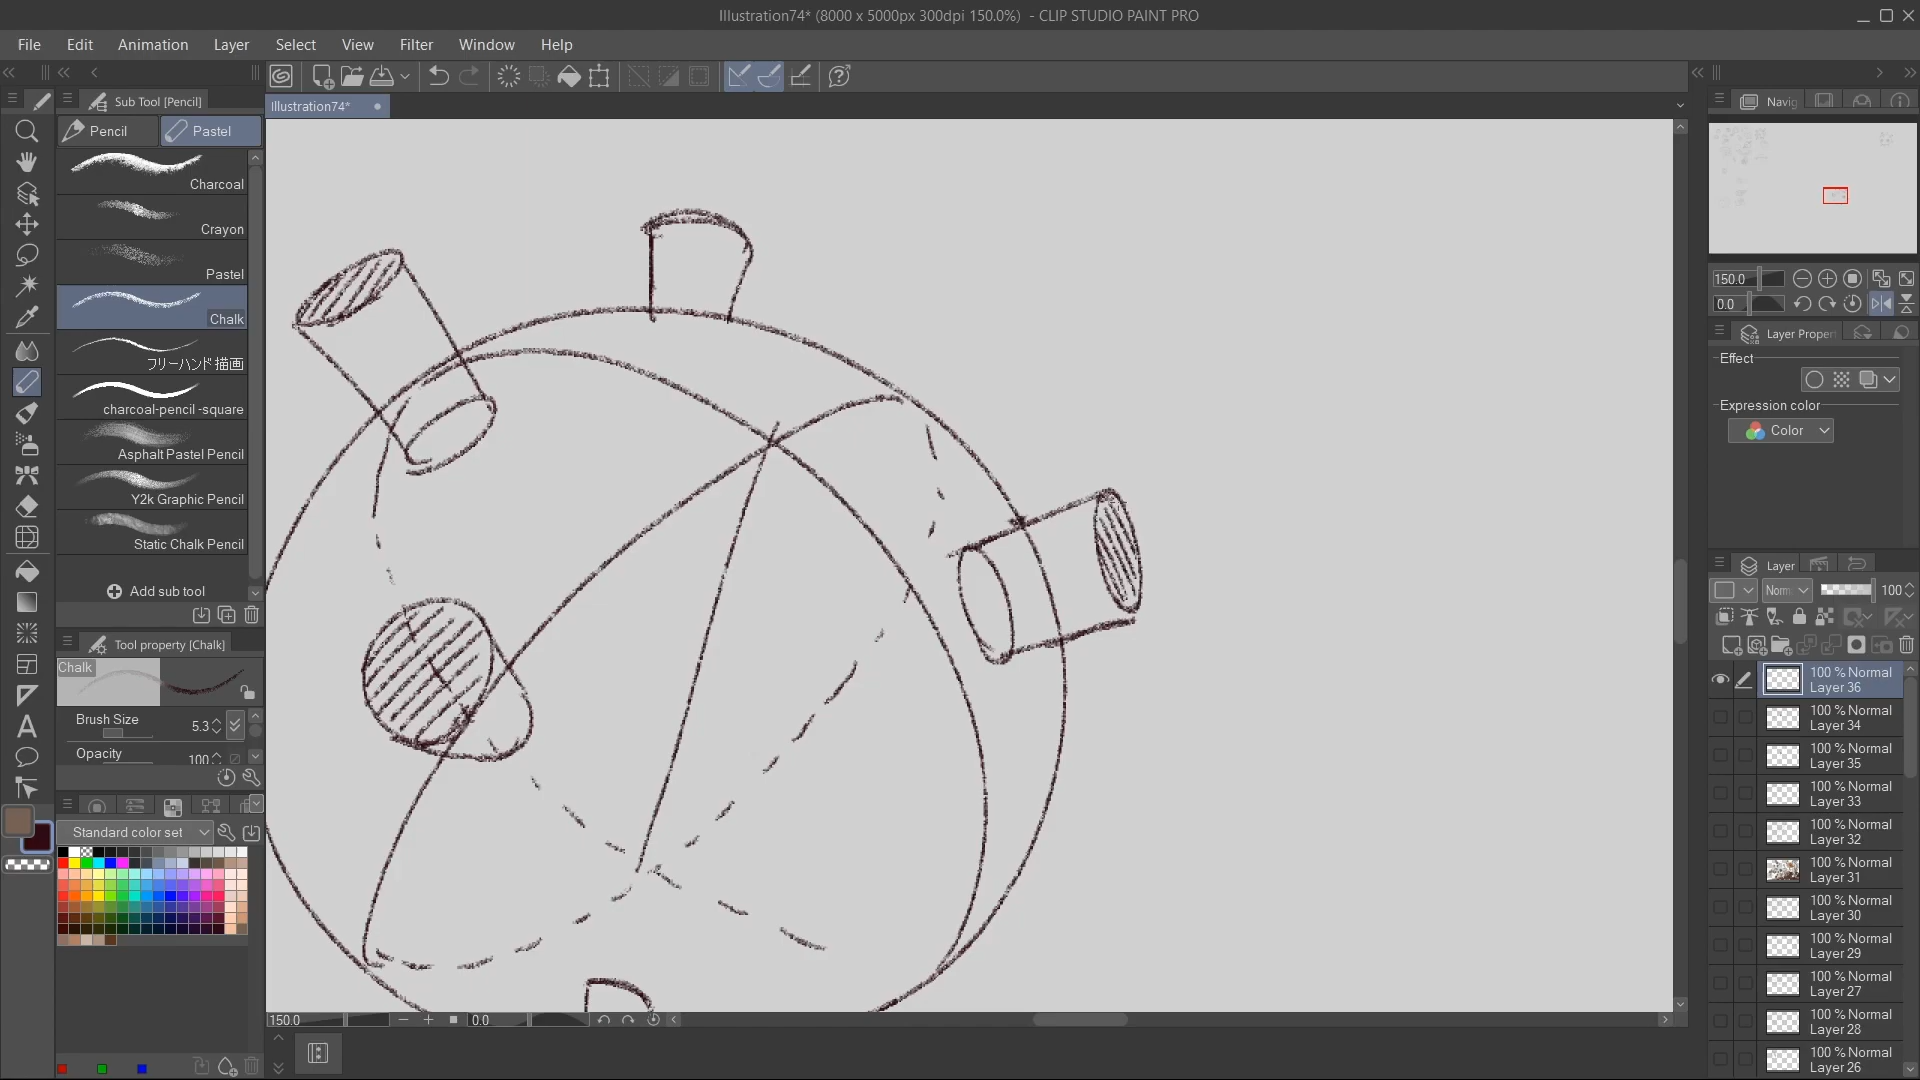 Illustration74* (8000 x 5000px 300dpi 150.0%) - CLIP STUDIO PAINT PRO
File Edit Animation Layer Select View Filter Window Help
Sub Tool [Pencil]
Illustration74*
Pencil Pastel
Charcoal
Crayon
Pastel
Chalk
フリーハンド描画
charcoal-pencil -square
Asphalt Pastel Pencil
Y2k Graphic Pencil
Static Chalk Pencil
Add sub tool
Tool property [Chalk]
Chalk
Brush Size 5.3
Opacity 100
Standard color set
150.0 0.0
Navig
150.0
0.0
Layer Proper
Effect
Expression color
Color
Layer
Norm 100
100 % Normal
Layer 36
100 % Normal
Layer 34
100 % Normal
Layer 35
100 % Normal
Layer 33
100 % Normal
Layer 32
100 % Normal
Layer 31
100 % Normal
Layer 30
100 % Normal
Layer 29
100 % Normal
Layer 27
100 % Normal
Layer 28
100 % Normal
Layer 26